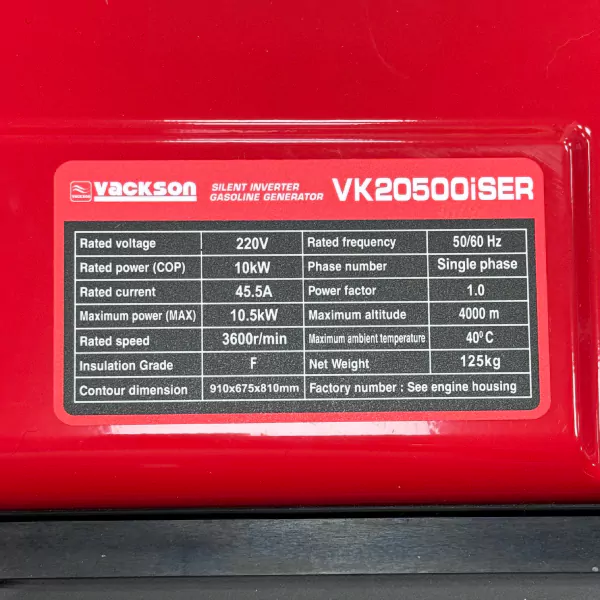 vackson SILENT INVERTER GASOLINE GENERATOR VK20500iSER
Rated voltage 220V Rated frequency 50/60 Hz
Rated power (COP) 10kW Phase number Single phase
Rated current 45.5A Power factor 1.0
Maximum power (MAX) 10.5kW Maximum altitude 4000 m
Rated speed 3600r/min Maximum ambient temperature 40⁰ C
Insulation Grade F Net Weight 125kg
Contour dimension 910x675x810mm Factory number : See engine housing